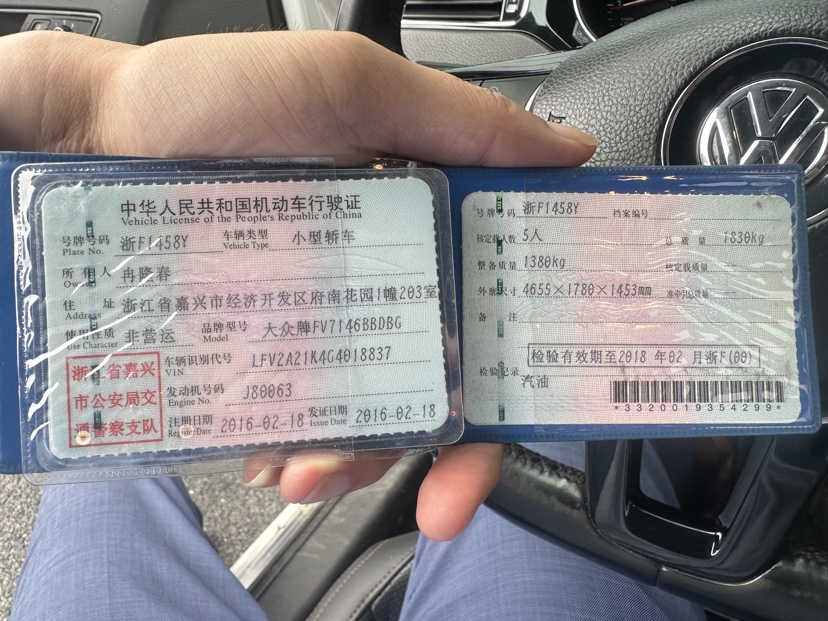 中华人民共和国机动车行驶证
Vehicle License of the People's Republic of China
号牌号码 浙F1458Y 车辆类型 小型轿车
Plate No. Vehicle Type
所有人 冉隆春
Owner
住址 浙江省嘉兴市经济开发区府南花园1幢203室
Address
使用性质 非营运 品牌型号 大众牌FV7146BBDBG
Use Character Model
浙江省嘉兴
市公安局交
通警察支队
车辆识别代号 LFV2A21K4G4018837
VIN
发动机号码 J80063
Engine No.
注册日期 2016-02-18 发证日期 2016-02-18
Register Date Issue Date
号牌号码 浙F1458Y 档案编号
核定载人数 5人 总质量 1830kg
整备质量 1380kg 核定载质量 --
外廓尺寸 4655×1780×1453mm 准牵引总质量 --
备注
检验有效期至2018年02月浙F(00)
检验记录
汽油
*3320019354299*